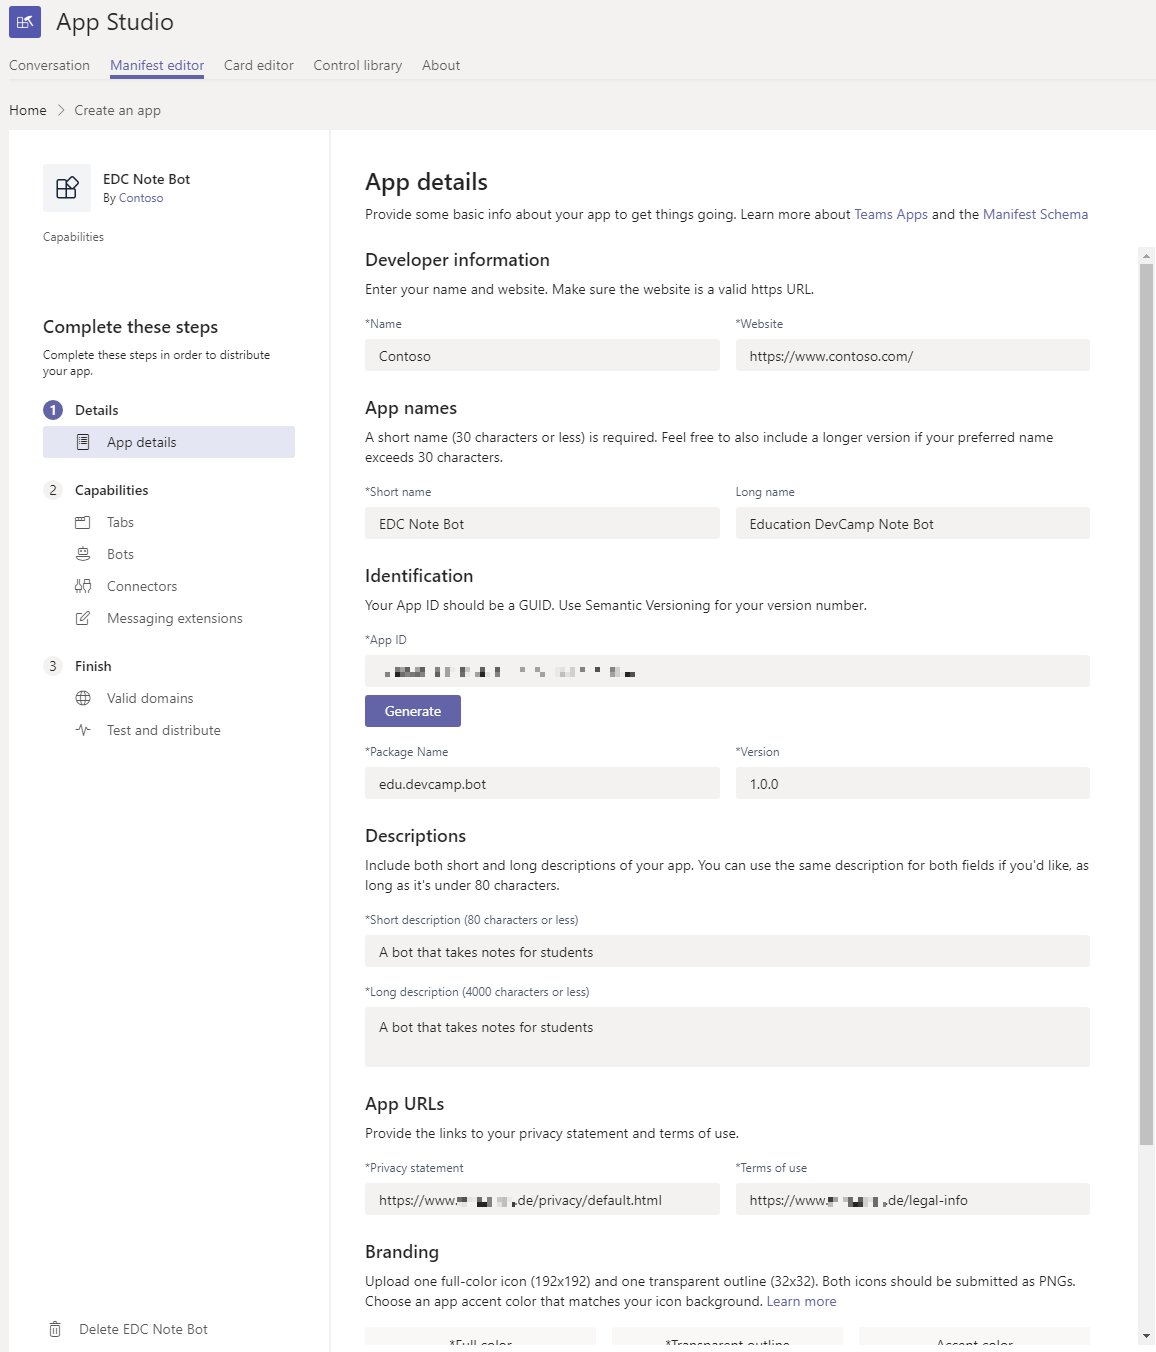 App Studio
Conversation Manifest editor Card editor Control library About
Home Create an app
EDC Note Bot
By Contoso
Capabilities
Complete these steps
Complete these steps in order to distribute
your app.
1 Details
App details
2 Capabilities
Tabs
Bots
Connectors
Messaging extensions
3 Finish
Valid domains
Test and distribute
Delete EDC Note Bot
App details
Provide some basic info about your app to get things going. Learn more about Teams Apps and the Manifest Schema
Developer information
Enter your name and website. Make sure the website is a valid https URL.
*Name *Website
Contoso https://www.contoso.com/
App names
A short name (30 characters or less) is required. Feel free to also include a longer version if your preferred name
exceeds 30 characters.
*Short name Long name
EDC Note Bot Education DevCamp Note Bot
Identification
Your App ID should be a GUID. Use Semantic Versioning for your version number.
*App ID
Generate
*Package Name *Version
edu.devcamp.bot 1.0.0
Descriptions
Include both short and long descriptions of your app. You can use the same description for both fields if you'd like, as
long as it's under 80 characters.
*Short description (80 characters or less)
A bot that takes notes for students
*Long description (4000 characters or less)
A bot that takes notes for students
App URLs
Provide the links to your privacy statement and terms of use.
*Privacy statement *Terms of use
https://www. .de/privacy/default.html https://www. .de/legal-info
Branding
Upload one full-color icon (192x192) and one transparent outline (32x32). Both icons should be submitted as PNGs.
Choose an app accent color that matches your icon background. Learn more
*Full color *Transparent outline Accent color